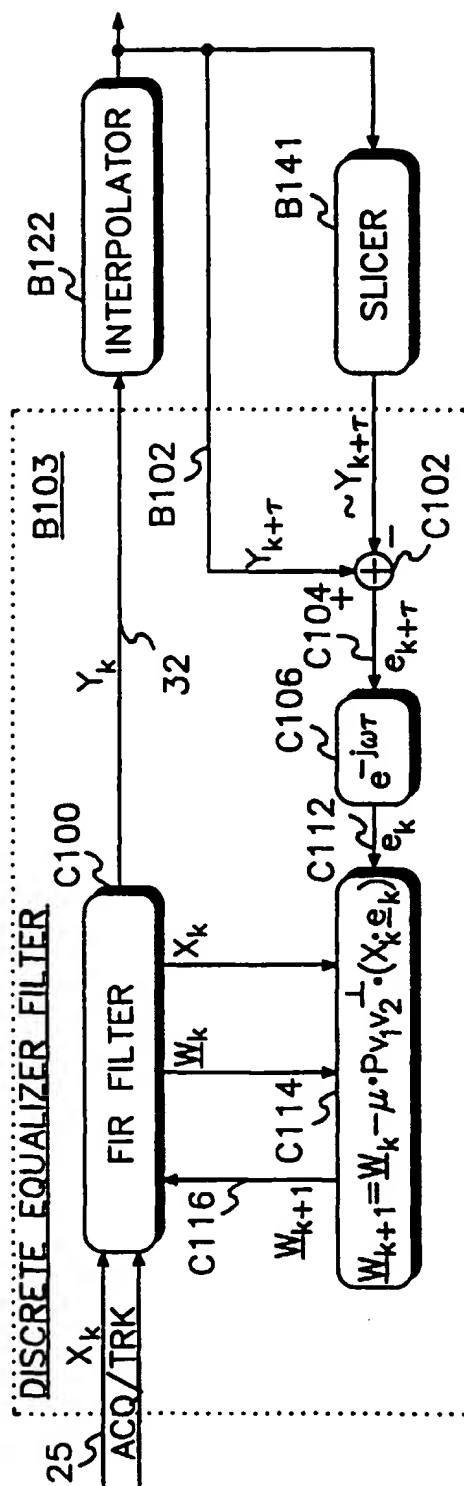 DISCRETE EQUALIZER FILTER
B103
25
X_k
ACQ/TRK
C100
FIR FILTER
Y_k
32
B122
INTERPOLATOR
B102
X_k
W_k
C116
W_{k+1}
C114
W_{k+1}=W_k-μ·Pv_1v_2^⊥·(X_k·e_k)
C112
e_k
C106
e^{-jωτ}
C104
e_{k+τ}
+
Y_{k+τ}
+
-
C102
~Y_{k+τ}
B141
SLICER